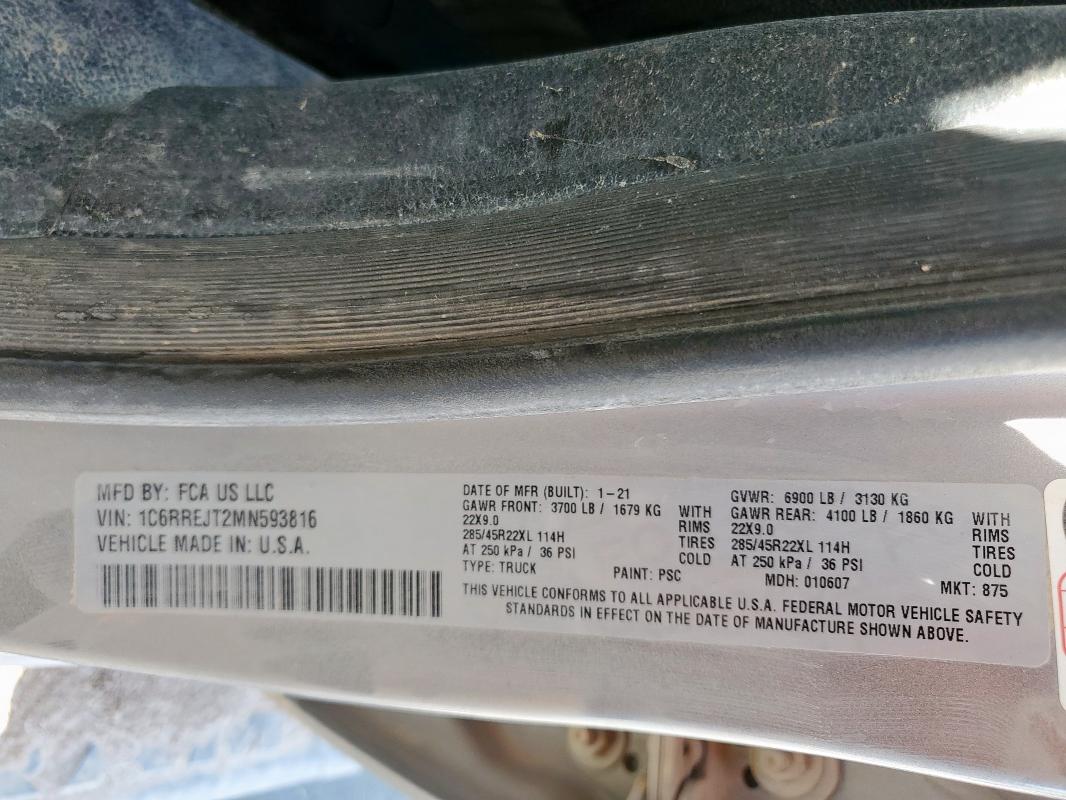 MFD BY: FCA US LLC
VIN: 1C6RREJT2MN593816
VEHICLE MADE IN: U.S.A.
DATE OF MFR (BUILT): 1-21
GAWR FRONT: 3700 LB / 1679 KG WITH
22X9.0 RIMS
285/45R22XL 114H TIRES
AT 250 kPa / 36 PSI COLD
TYPE: TRUCK
PAINT: PSC
GVWR: 6900 LB / 3130 KG
GAWR REAR: 4100 LB / 1860 KG WITH
22X9.0 RIMS
285/45R22XL 114H TIRES
AT 250 kPa / 36 PSI COLD
MDH: 010607 MKT: 875
THIS VEHICLE CONFORMS TO ALL APPLICABLE U.S.A. FEDERAL MOTOR VEHICLE SAFETY
STANDARDS IN EFFECT ON THE DATE OF MANUFACTURE SHOWN ABOVE.